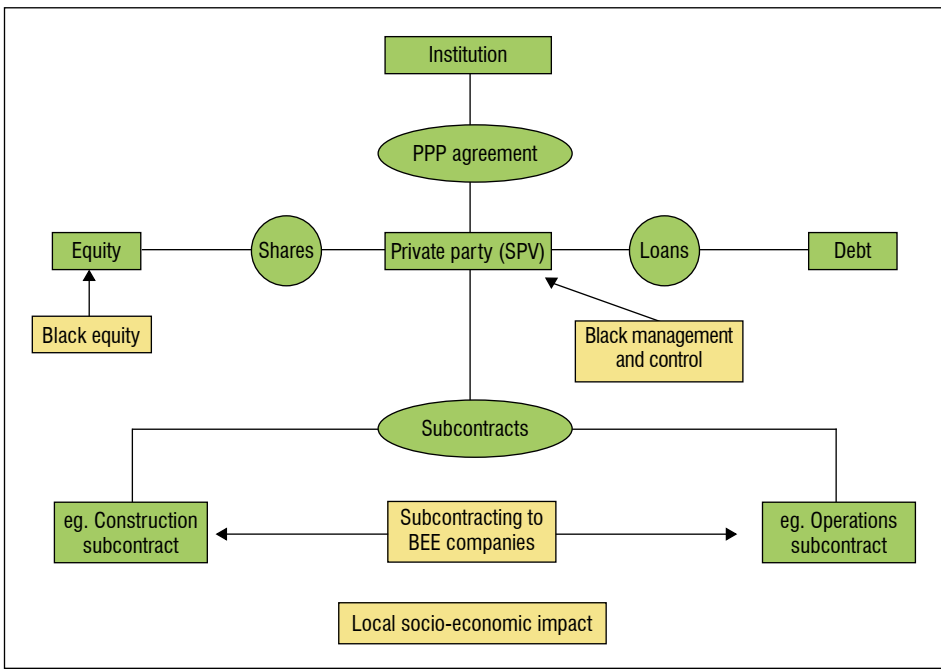 Institution
PPP agreement
Equity
Shares
Private party (SPV)
Loans
Debt
Black equity
Black management
and control
Subcontracts
eg. Construction
subcontract
Subcontracting to
BEE companies
eg. Operations
subcontract
Local socio-economic impact